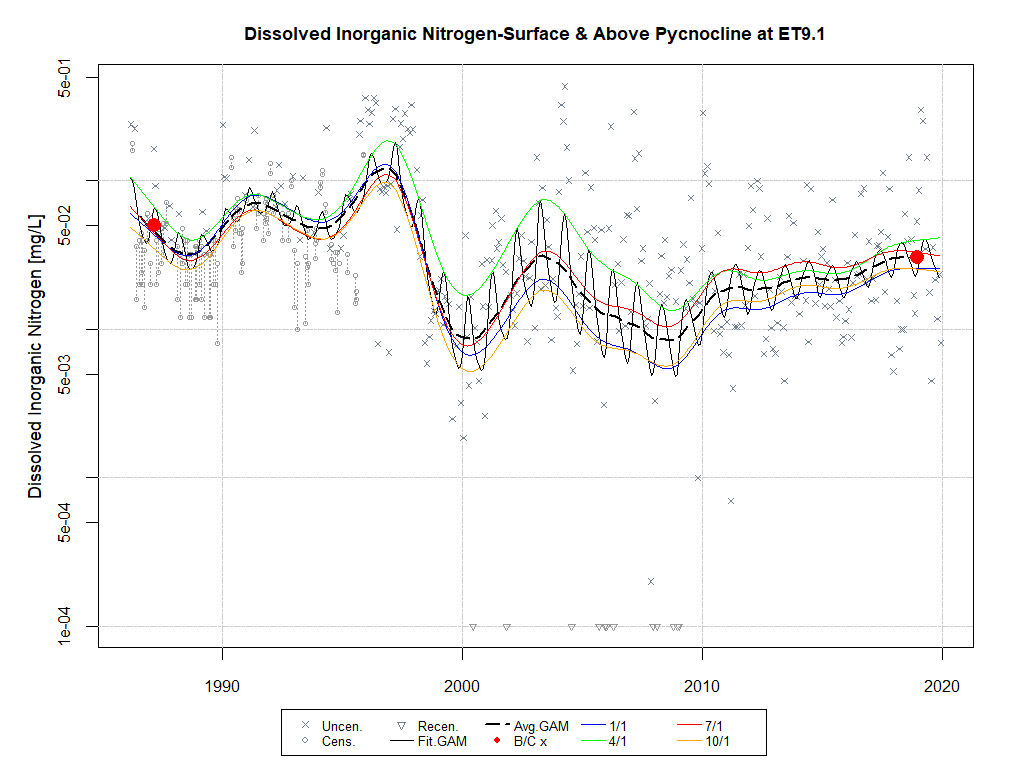 Dissolved Inorganic Nitrogen-Surface & Above Pycnocline at ET9.1
Dissolved Inorganic Nitrogen [mg/L]
5e-01
5e-02
5e-03
5e-04
1e-04
1990 2000 2010 2020
Uncen. Recen. Avg.GAM 1/1 7/1
Cens. Fit.GAM B/C x 4/1 10/1